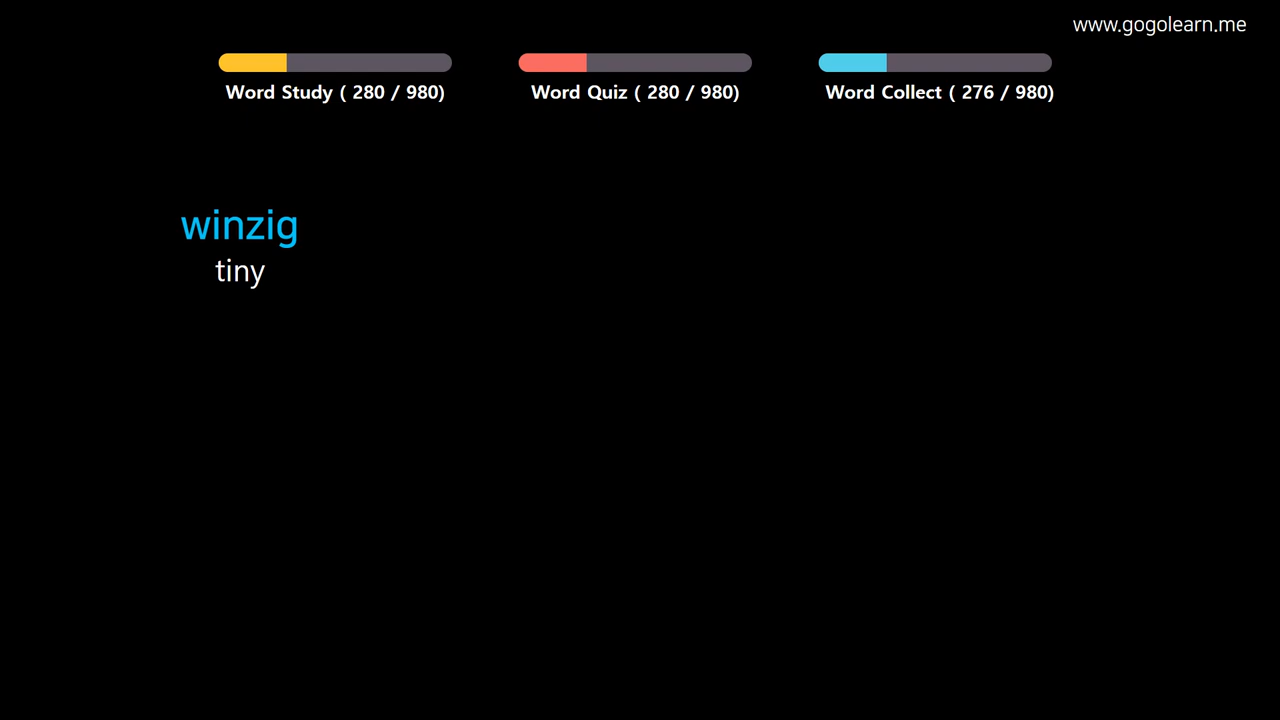 www.gogolearn.me
Word Study ( 280 / 980)
Word Quiz ( 280 / 980)
Word Collect ( 276 / 980)
winzig
tiny